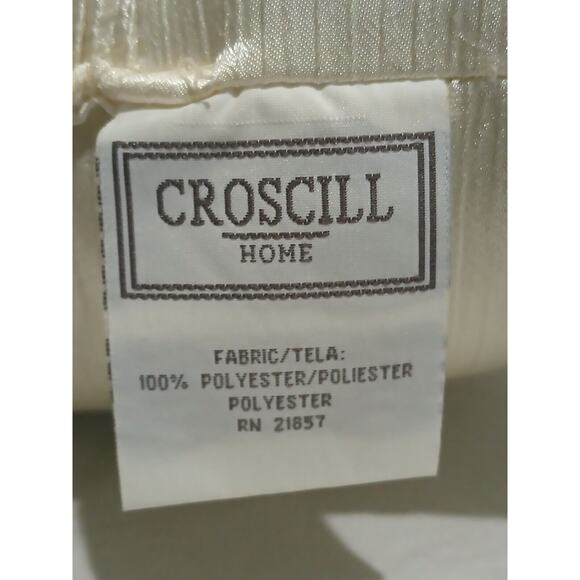 CROSCILL
HOME
FABRIC/TELA:
100% POLYESTER/POLIESTER
POLYESTER
RN 21857